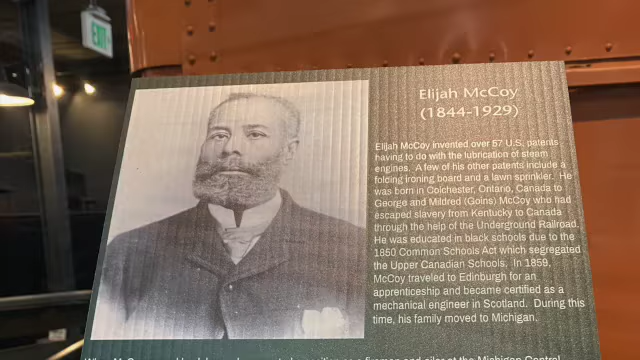 EXIT
Elijah McCoy
(1844-1929)
Elijah McCoy invented over 57 U.S. patents
having to do with the lubrication of steam
engines. A few of his other patents include a
folding ironing board and a lawn sprinkler. He
was born in Colchester, Ontario, Canada to
George and Mildred (Goins) McCoy who had
escaped slavery from Kentucky to Canada
through the help of the Underground Railroad.
He was educated in black schools due to the
1850 Common Schools Act which segregated
the Upper Canadian Schools. In 1859,
McCoy traveled to Edinburgh for an
apprenticeship and became certified as a
mechanical engineer in Scotland. During this
time, his family moved to Michigan.